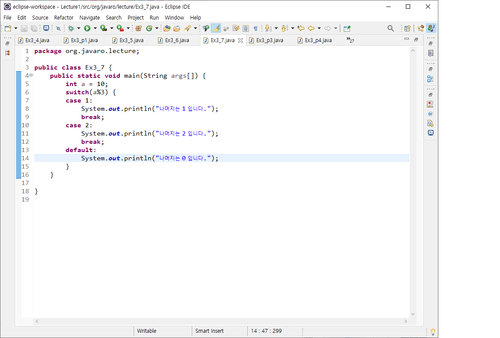 eclipse-workspace - Lecture1/src/org/javaro/lecture/Ex3_7.java - Eclipse IDE
File Edit Source Refactor Navigate Search Project Run Window Help
Ex3_4.java Ex3_p1.java Ex3_5.java Ex3_6.java Ex3_7.java Ex3_p3.java Ex3_p4.java
1 package org.javaro.lecture;
2
3 public class Ex3_7 {
4 public static void main(String args[]) {
5 int a = 10;
6 switch(a%3) {
7 case 1:
8 System.out.println("나머지는 1 입니다.");
9 break;
10 case 2:
11 System.out.println("나머지는 2 입니다.");
12 break;
13 default:
14 System.out.println("나머지는 0 입니다.");
15 }
16 }
17
18 }
19
Writable Smart Insert 14 : 47 : 299